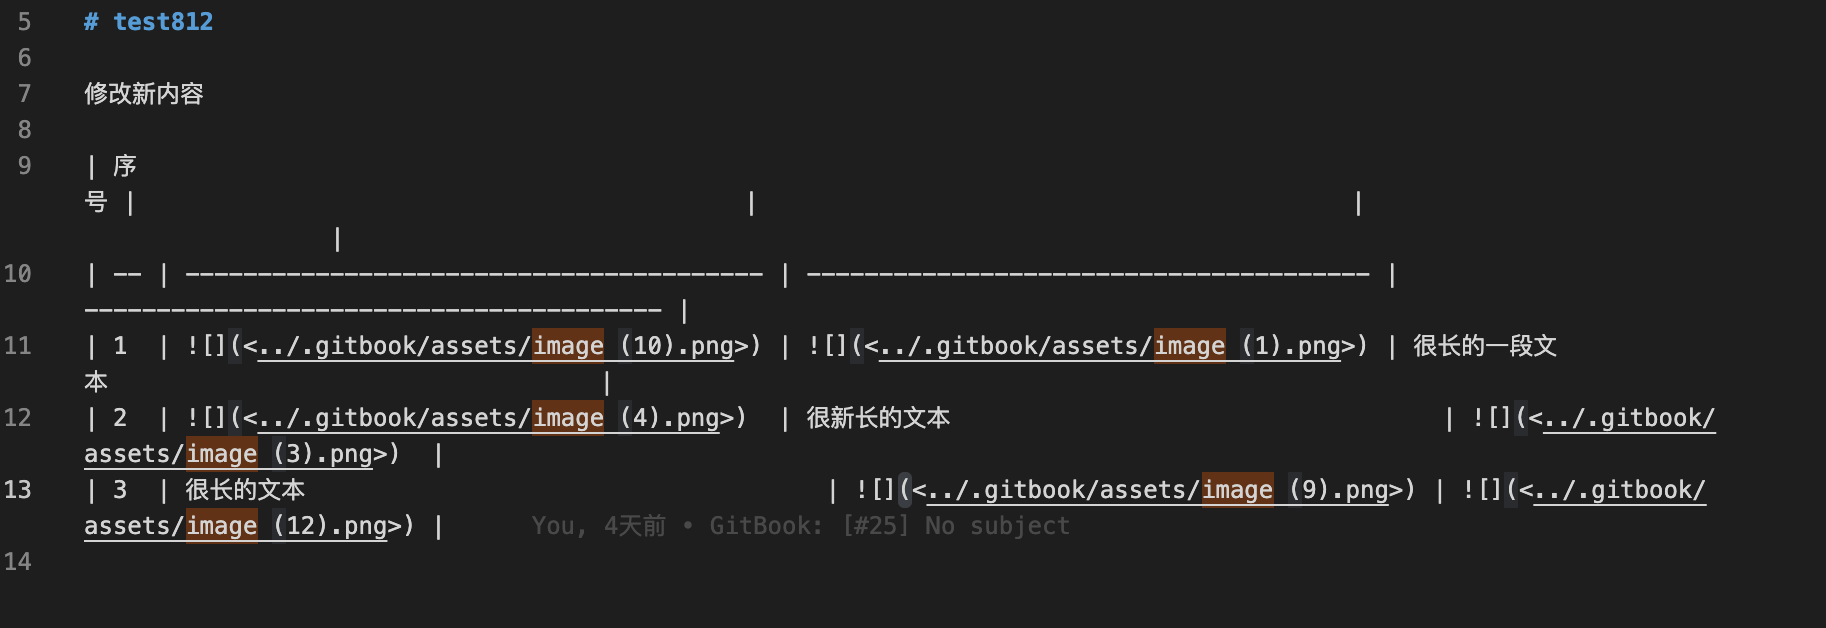 5 # test812
6
7 修改新内容
8
9 | 序
号 | | |
|
10 | -- | ---------------------------------------- | --------------------------------------- |
---------------------------------------- |
11 | 1 | ![](<../.gitbook/assets/image (10).png>) | ![](<../.gitbook/assets/image (1).png>) | 很长的一段文
本 |
12 | 2 | ![](<../.gitbook/assets/image (4).png>) | 很新长的文本 | ![](<../.gitbook/
assets/image (3).png>) |
13 | 3 | 很长的文本 | ![](<../.gitbook/assets/image (9).png>) | ![](<../.gitbook/
assets/image (12).png>) | You, 4天前 • GitBook: [#25] No subject
14